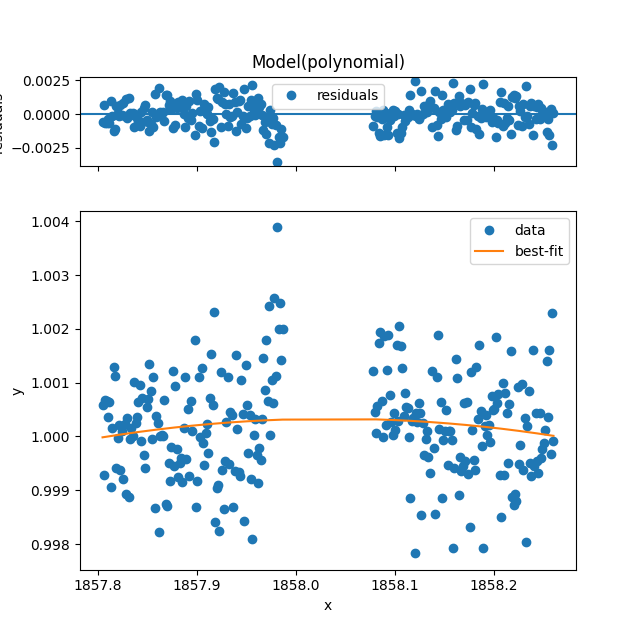 Model(polynomial)
0.0025
0.0000
−0.0025
residuals
residuals
1.004
1.003
1.002
1.001
1.000
0.999
0.998
y
data
best-fit
1857.8
1857.9
1858.0
1858.1
1858.2
x